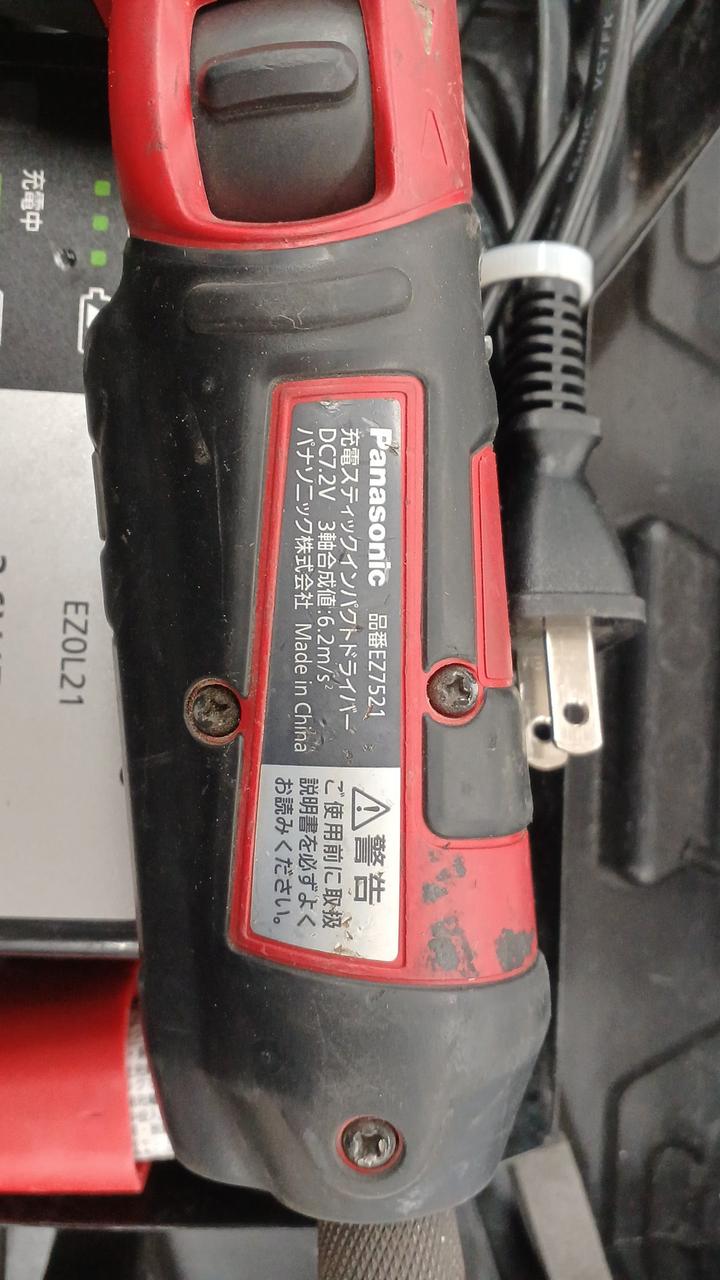 Panasonic 品番EZ7521
充電スティックインパクトドライバー
DC7.2V 3軸合成値:6.2m/s²
パナソニック株式会社 Made in China
警告
ご使用前に取扱
説明書を必ずよく
お読みください。
充電中
EZ0L21
VCTFK